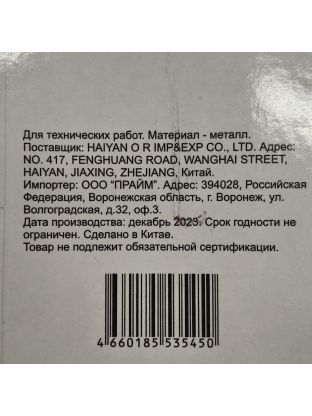 Для технических работ. Материал - металл.
Поставщик: HAIYAN O R IMP&EXP CO., LTD. Адрес:
NO. 417, FENGHUANG ROAD, WANGHAI STREET,
HAIYAN, JIAXING, ZHEJIANG, Китай.
Импортер: ООО "ПРАЙМ". Адрес: 394028, Российская
Федерация, Воронежская область, г. Воронеж, ул.
Волгоградская, д.32, оф.3.
Дата производства: декабрь 2023. Срок годности не
ограничен. Сделано в Китае.
Товар не подлежит обязательной сертификации.
4 660185 535450